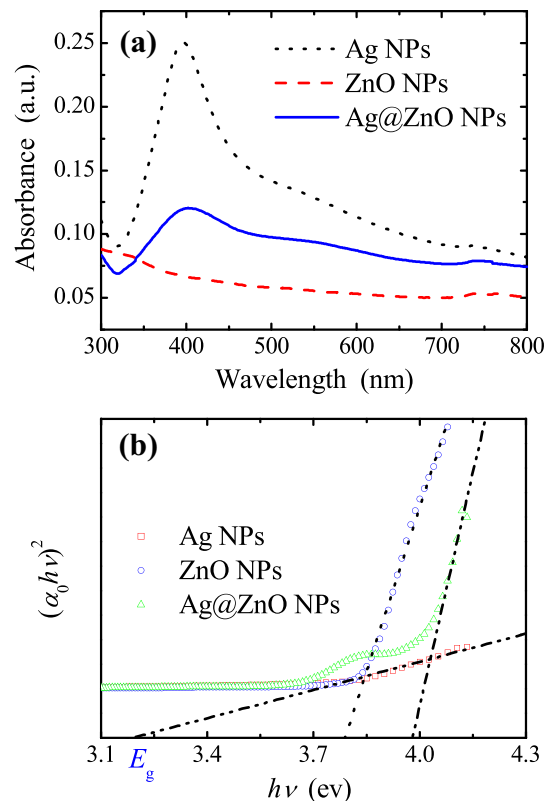 (a)
Ag NPs
ZnO NPs
Ag@ZnO NPs
Absorbance (a.u.)
0.25
0.20
0.15
0.10
0.05
300 400 500 600 700 800
Wavelength (nm)
(b)
Ag NPs
ZnO NPs
Ag@ZnO NPs
(α₀hν)²
3.1 3.4 3.7 4.0 4.3
E_g
hν (ev)